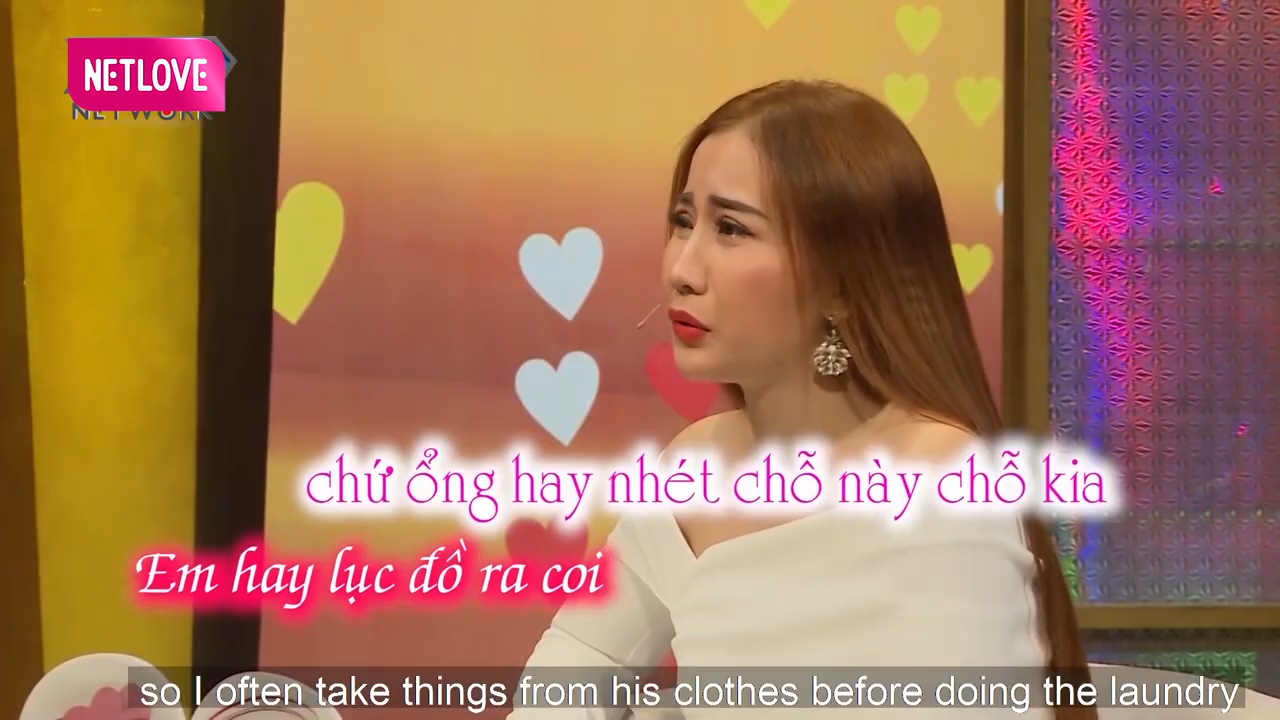 NETLOVE
NETWORK
chứ ổng hay nhét chỗ này chỗ kia
Em hay lục đồ ra coi
so I often take things from his clothes before doing the laundry